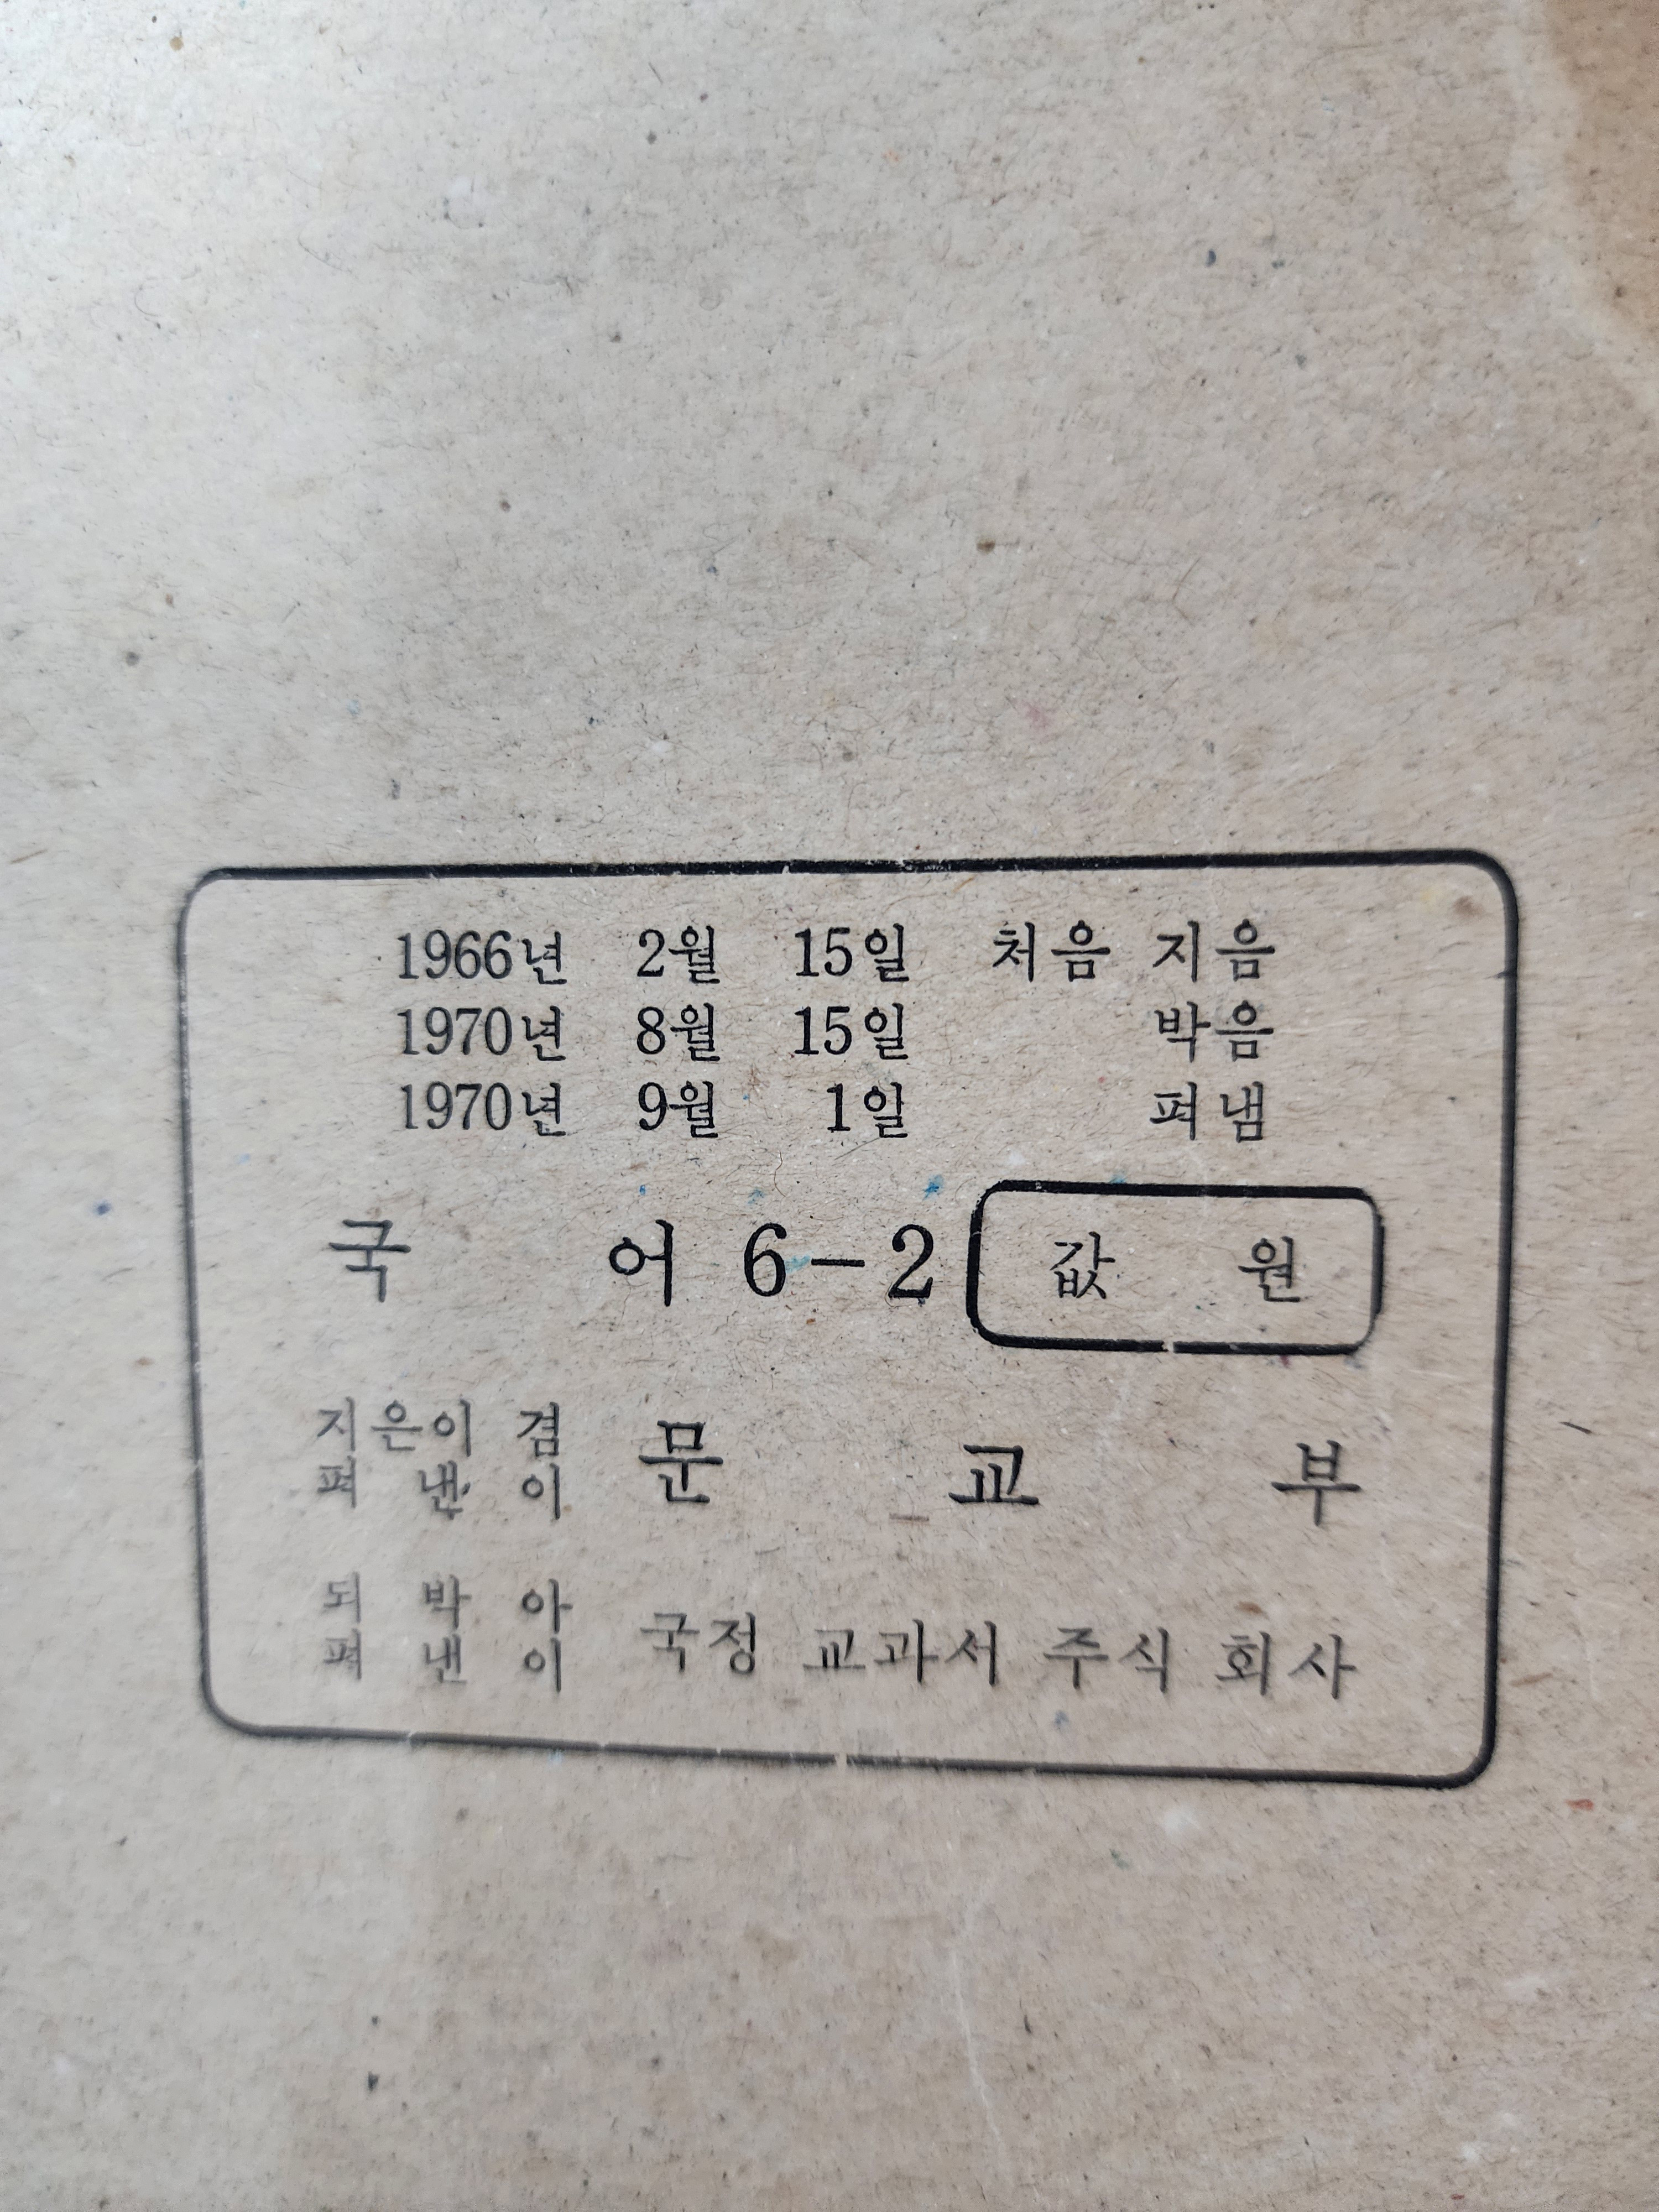 1966년 2월 15일 처음 지음
1970년 8월 15일 박음
1970년 9월 1일 펴냄
국 어 6-2 값 원
지은이 겸
펴 낸 이
문 교 부
되 박 아
펴 낸 이
국정 교과서 주식 회사